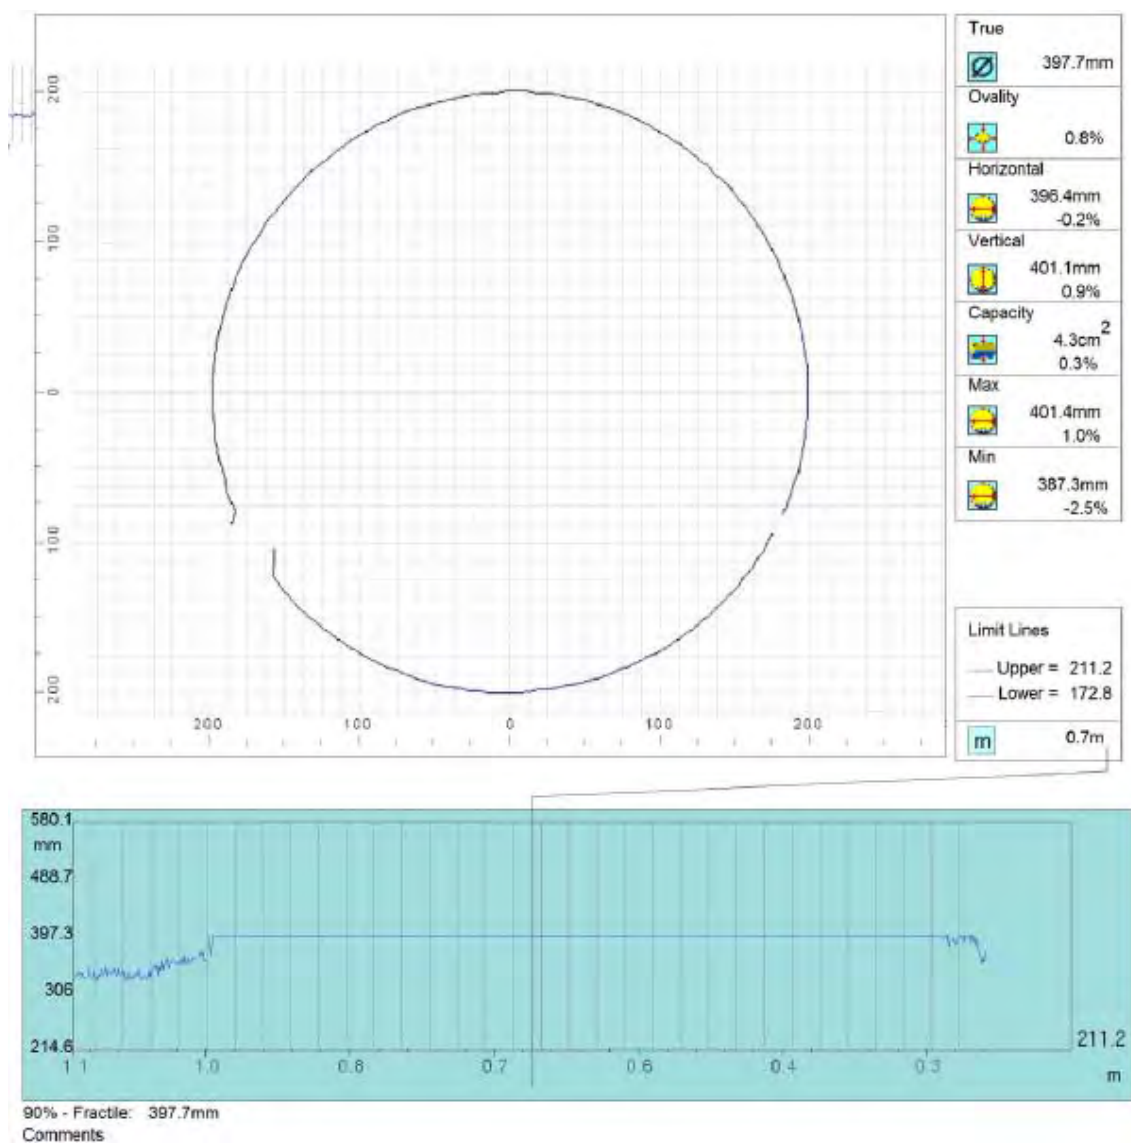 True
397.7mm
Ovality
0.8%
Horizontal
396.4mm
-0.2%
Vertical
401.1mm
0.9%
Capacity
4.3cm²
0.3%
Max
401.4mm
1.0%
Min
387.3mm
-2.5%
200
100
0
100
200
200
100
0
100
200
Limit Lines
Upper = 211.2
Lower = 172.8
m
0.7m
580.1
mm
488.7
397.3
306
214.6
211.2
1 1
1.0
0.8
0.7
0.6
0.4
0.3
m
90% - Fractile: 397.7mm
Comments